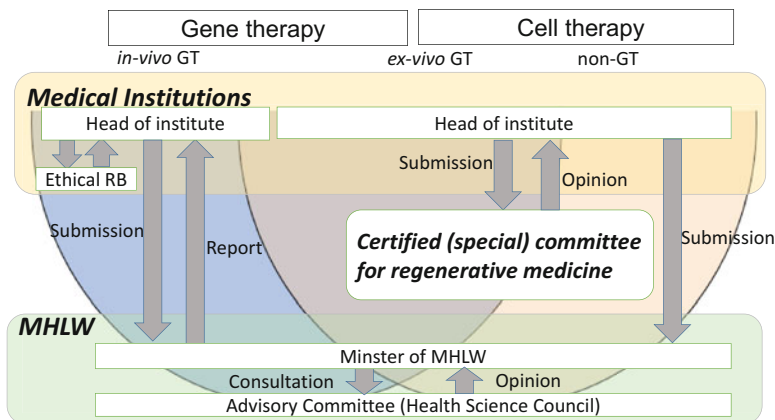 Gene therapy
Cell therapy
in-vivo GT
ex-vivo GT
non-GT
Medical Institutions
Head of institute
Head of institute
Ethical RB
Submission
Opinion
Submission
Report
Submission
Certified (special) committee
for regenerative medicine
MHLW
Minster of MHLW
Consultation
Opinion
Advisory Committee (Health Science Council)